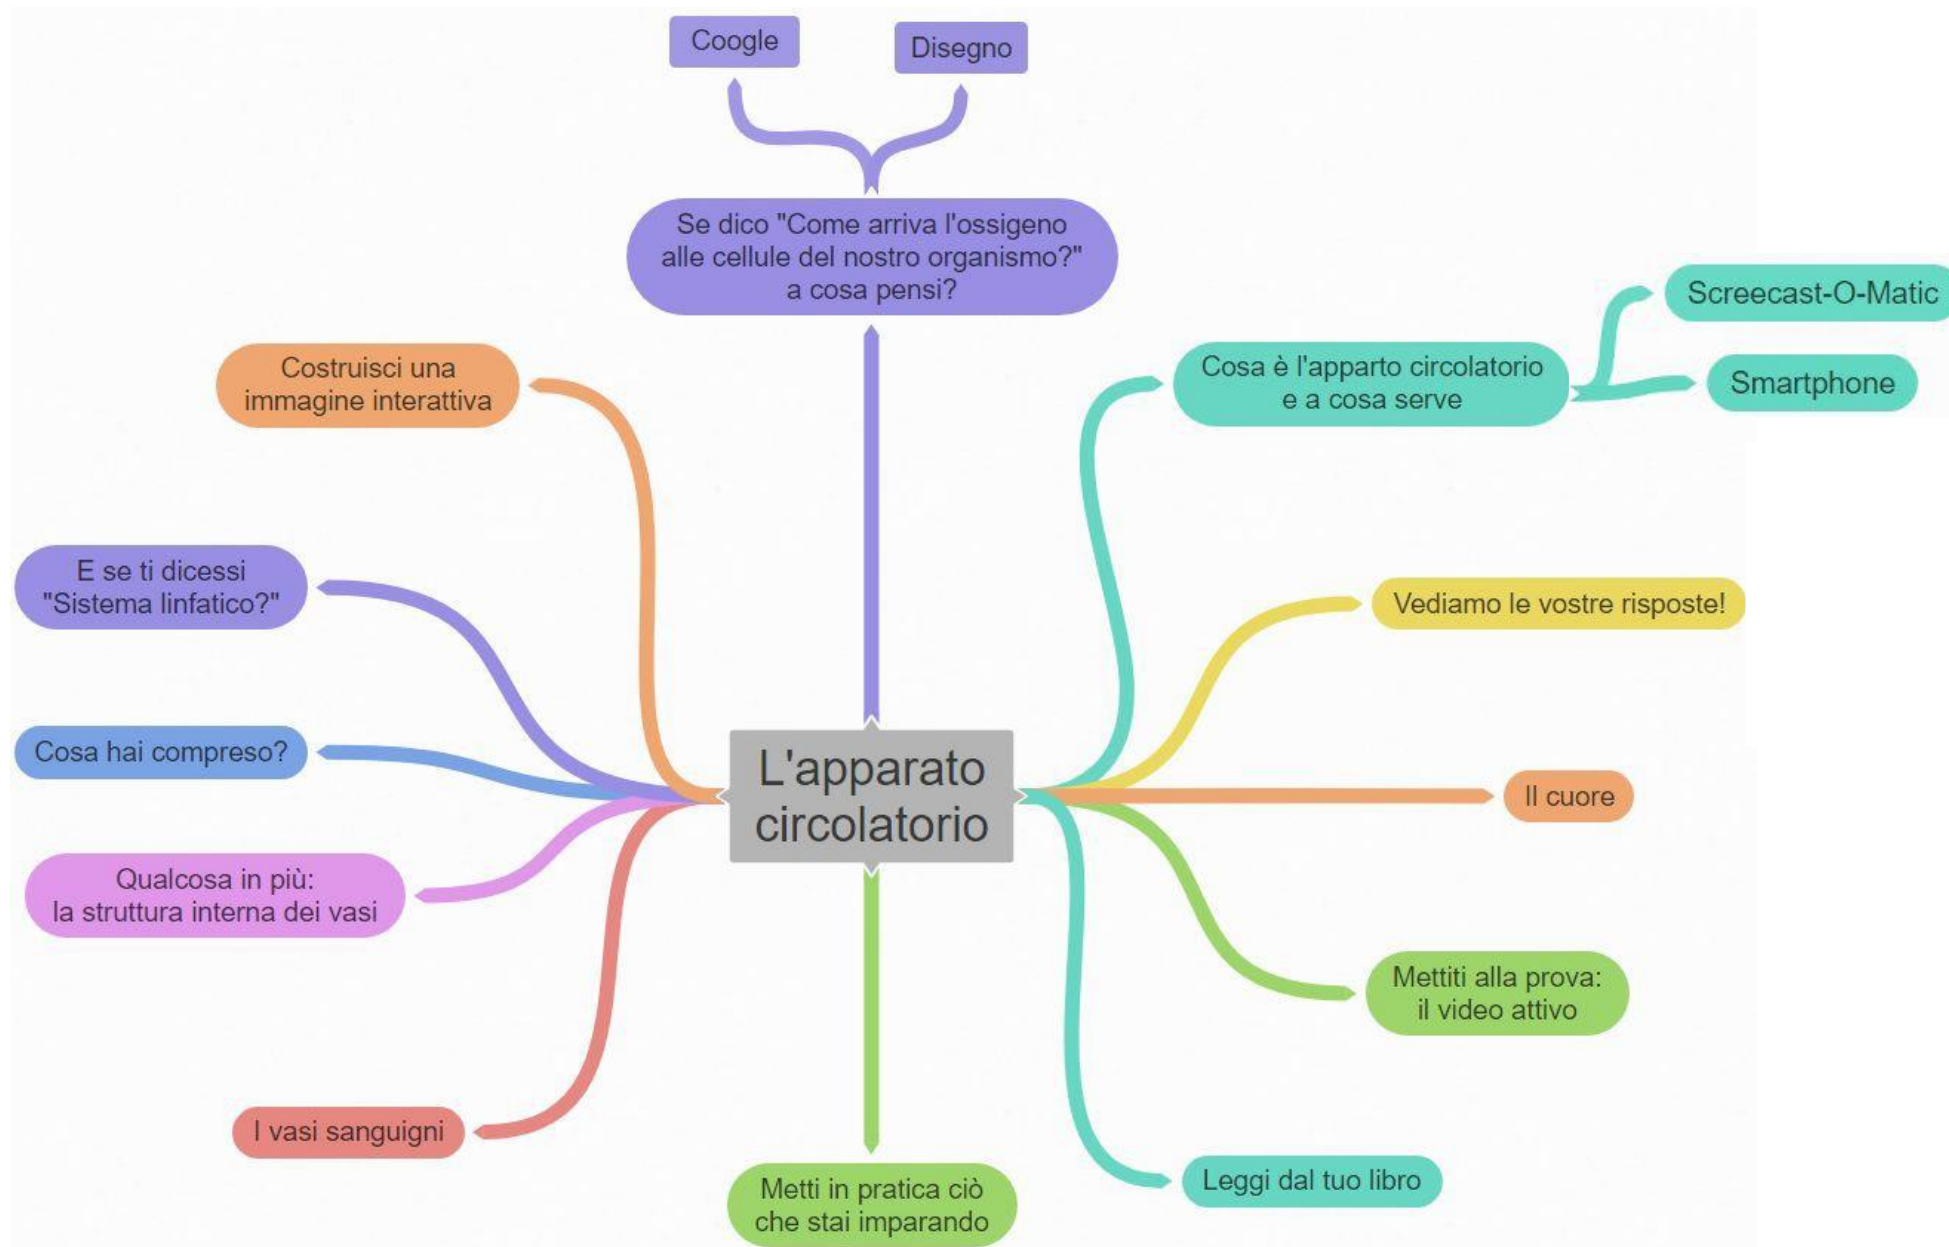 Coogle
Disegno
Se dico "Come arriva l'ossigeno
alle cellule del nostro organismo?"
a cosa pensi?
Screecast-O-Matic
Cosa è l'apparto circolatorio
e a cosa serve
Smartphone
Costruisci una
immagine interattiva
E se ti dicessi
"Sistema linfatico?"
Vediamo le vostre risposte!
Cosa hai compreso?
L'apparato
circolatorio
Il cuore
Qualcosa in più:
la struttura interna dei vasi
Mettiti alla prova:
il video attivo
I vasi sanguigni
Metti in pratica ciò
che stai imparando
Leggi dal tuo libro